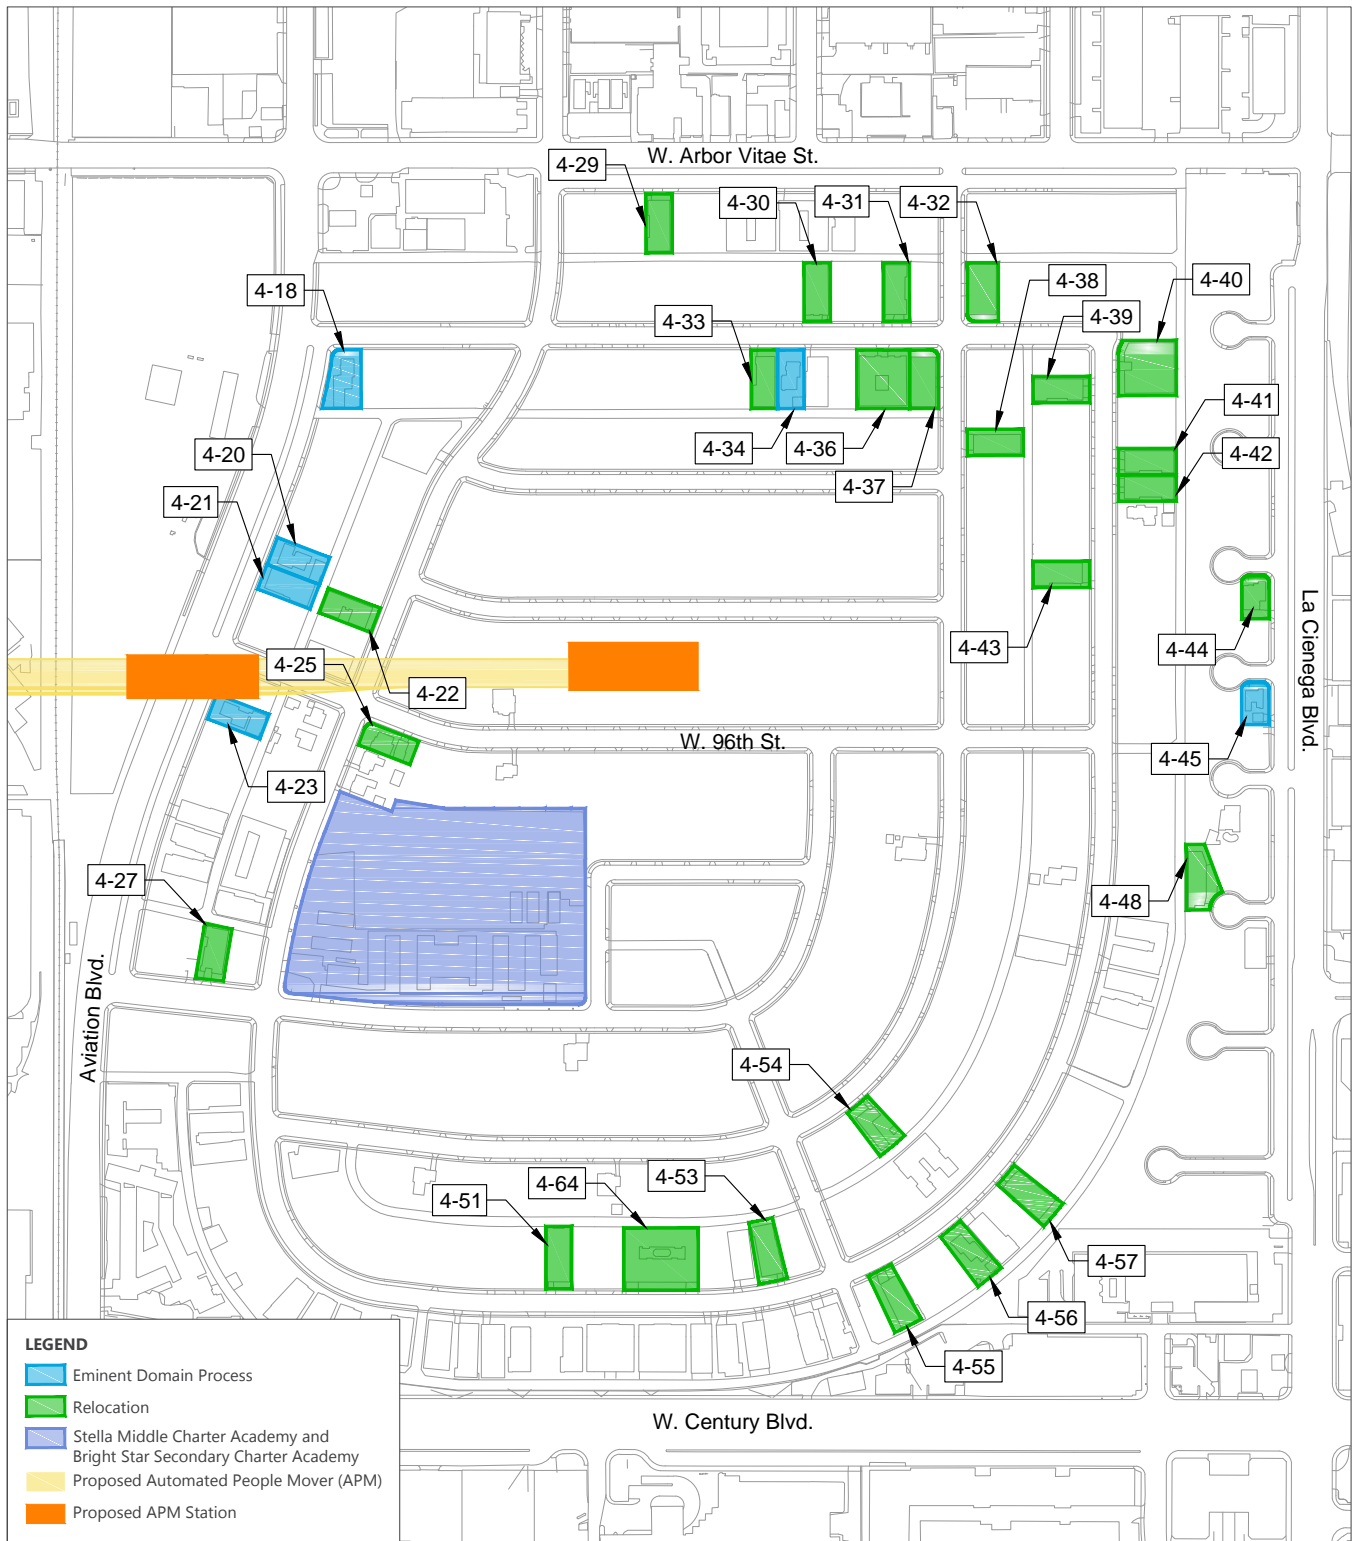 W. Arbor Vitae St.
4-29
4-30
4-31
4-32
4-18
4-38
4-40
4-33
4-39
4-41
4-20
4-34
4-36
4-42
4-21
4-37
La Cienega Blvd.
4-43
4-44
4-25
4-22
W. 96th St.
4-45
4-23
4-27
4-48
Aviation Blvd.
4-54
4-64
4-53
4-51
4-57
4-56
4-55
LEGEND
Eminent Domain Process
Relocation
Stella Middle Charter Academy and
Bright Star Secondary Charter Academy
Proposed Automated People Mover (APM)
Proposed APM Station
W. Century Blvd.